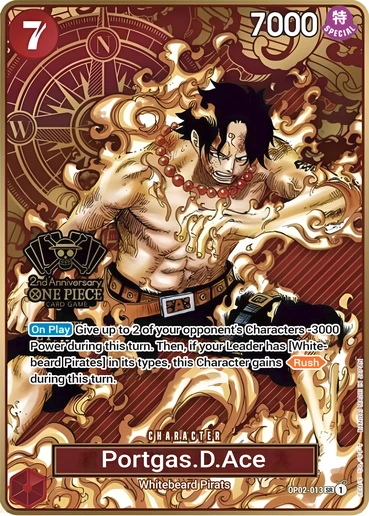 7
7000
特
SPECIAL
N
W
2nd Anniversary
ONE PIECE
CARD GAME
A
On Play Give up to 2 of your opponent's Characters -3000
Power during this turn. Then, if your Leader has [White-
beard Pirates] in its types, this Character gains Rush
during this turn.
CHARACTER
Portgas.D.Ace
Whitebeard Pirats
OP02-013 SR 1